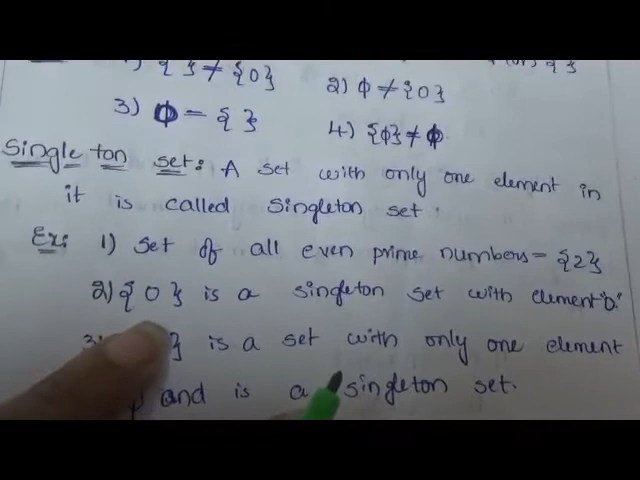 1) { } ≠ {0}
2) ϕ ≠ {0}
3) ϕ = { }
4) {ϕ} ≠ ϕ
Singleton set: A set with only one element in
it is called singleton set.
Ex: 1) set of all even prime numbers = {2}
2) {0} is a singleton set with element '0'
3) } is a set with only one element
and is a singleton set.